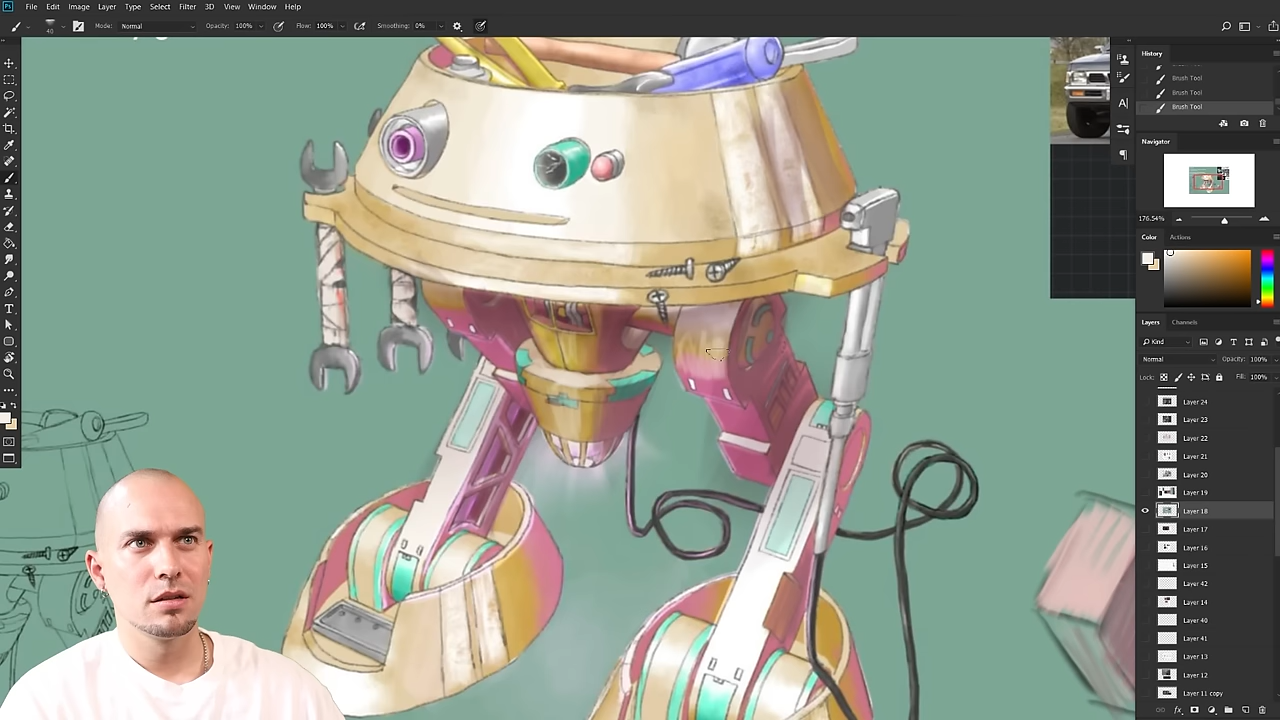 File Edit Image Layer Type Select Filter 3D View Window Help
40 Mode: Normal Opacity: 100% Flow: 100% Smoothing: 0%
History
Brush Tool
Brush Tool
Brush Tool
Navigator
176.54%
Color Actions
Layers Channels
Kind
Normal Opacity: 100%
Lock: Fill: 100%
Layer 24
Layer 23
Layer 22
Layer 21
Layer 20
Layer 19
Layer 18
Layer 17
Layer 16
Layer 15
Layer 42
Layer 14
Layer 40
Layer 41
Layer 13
Layer 12
Layer 11 copy